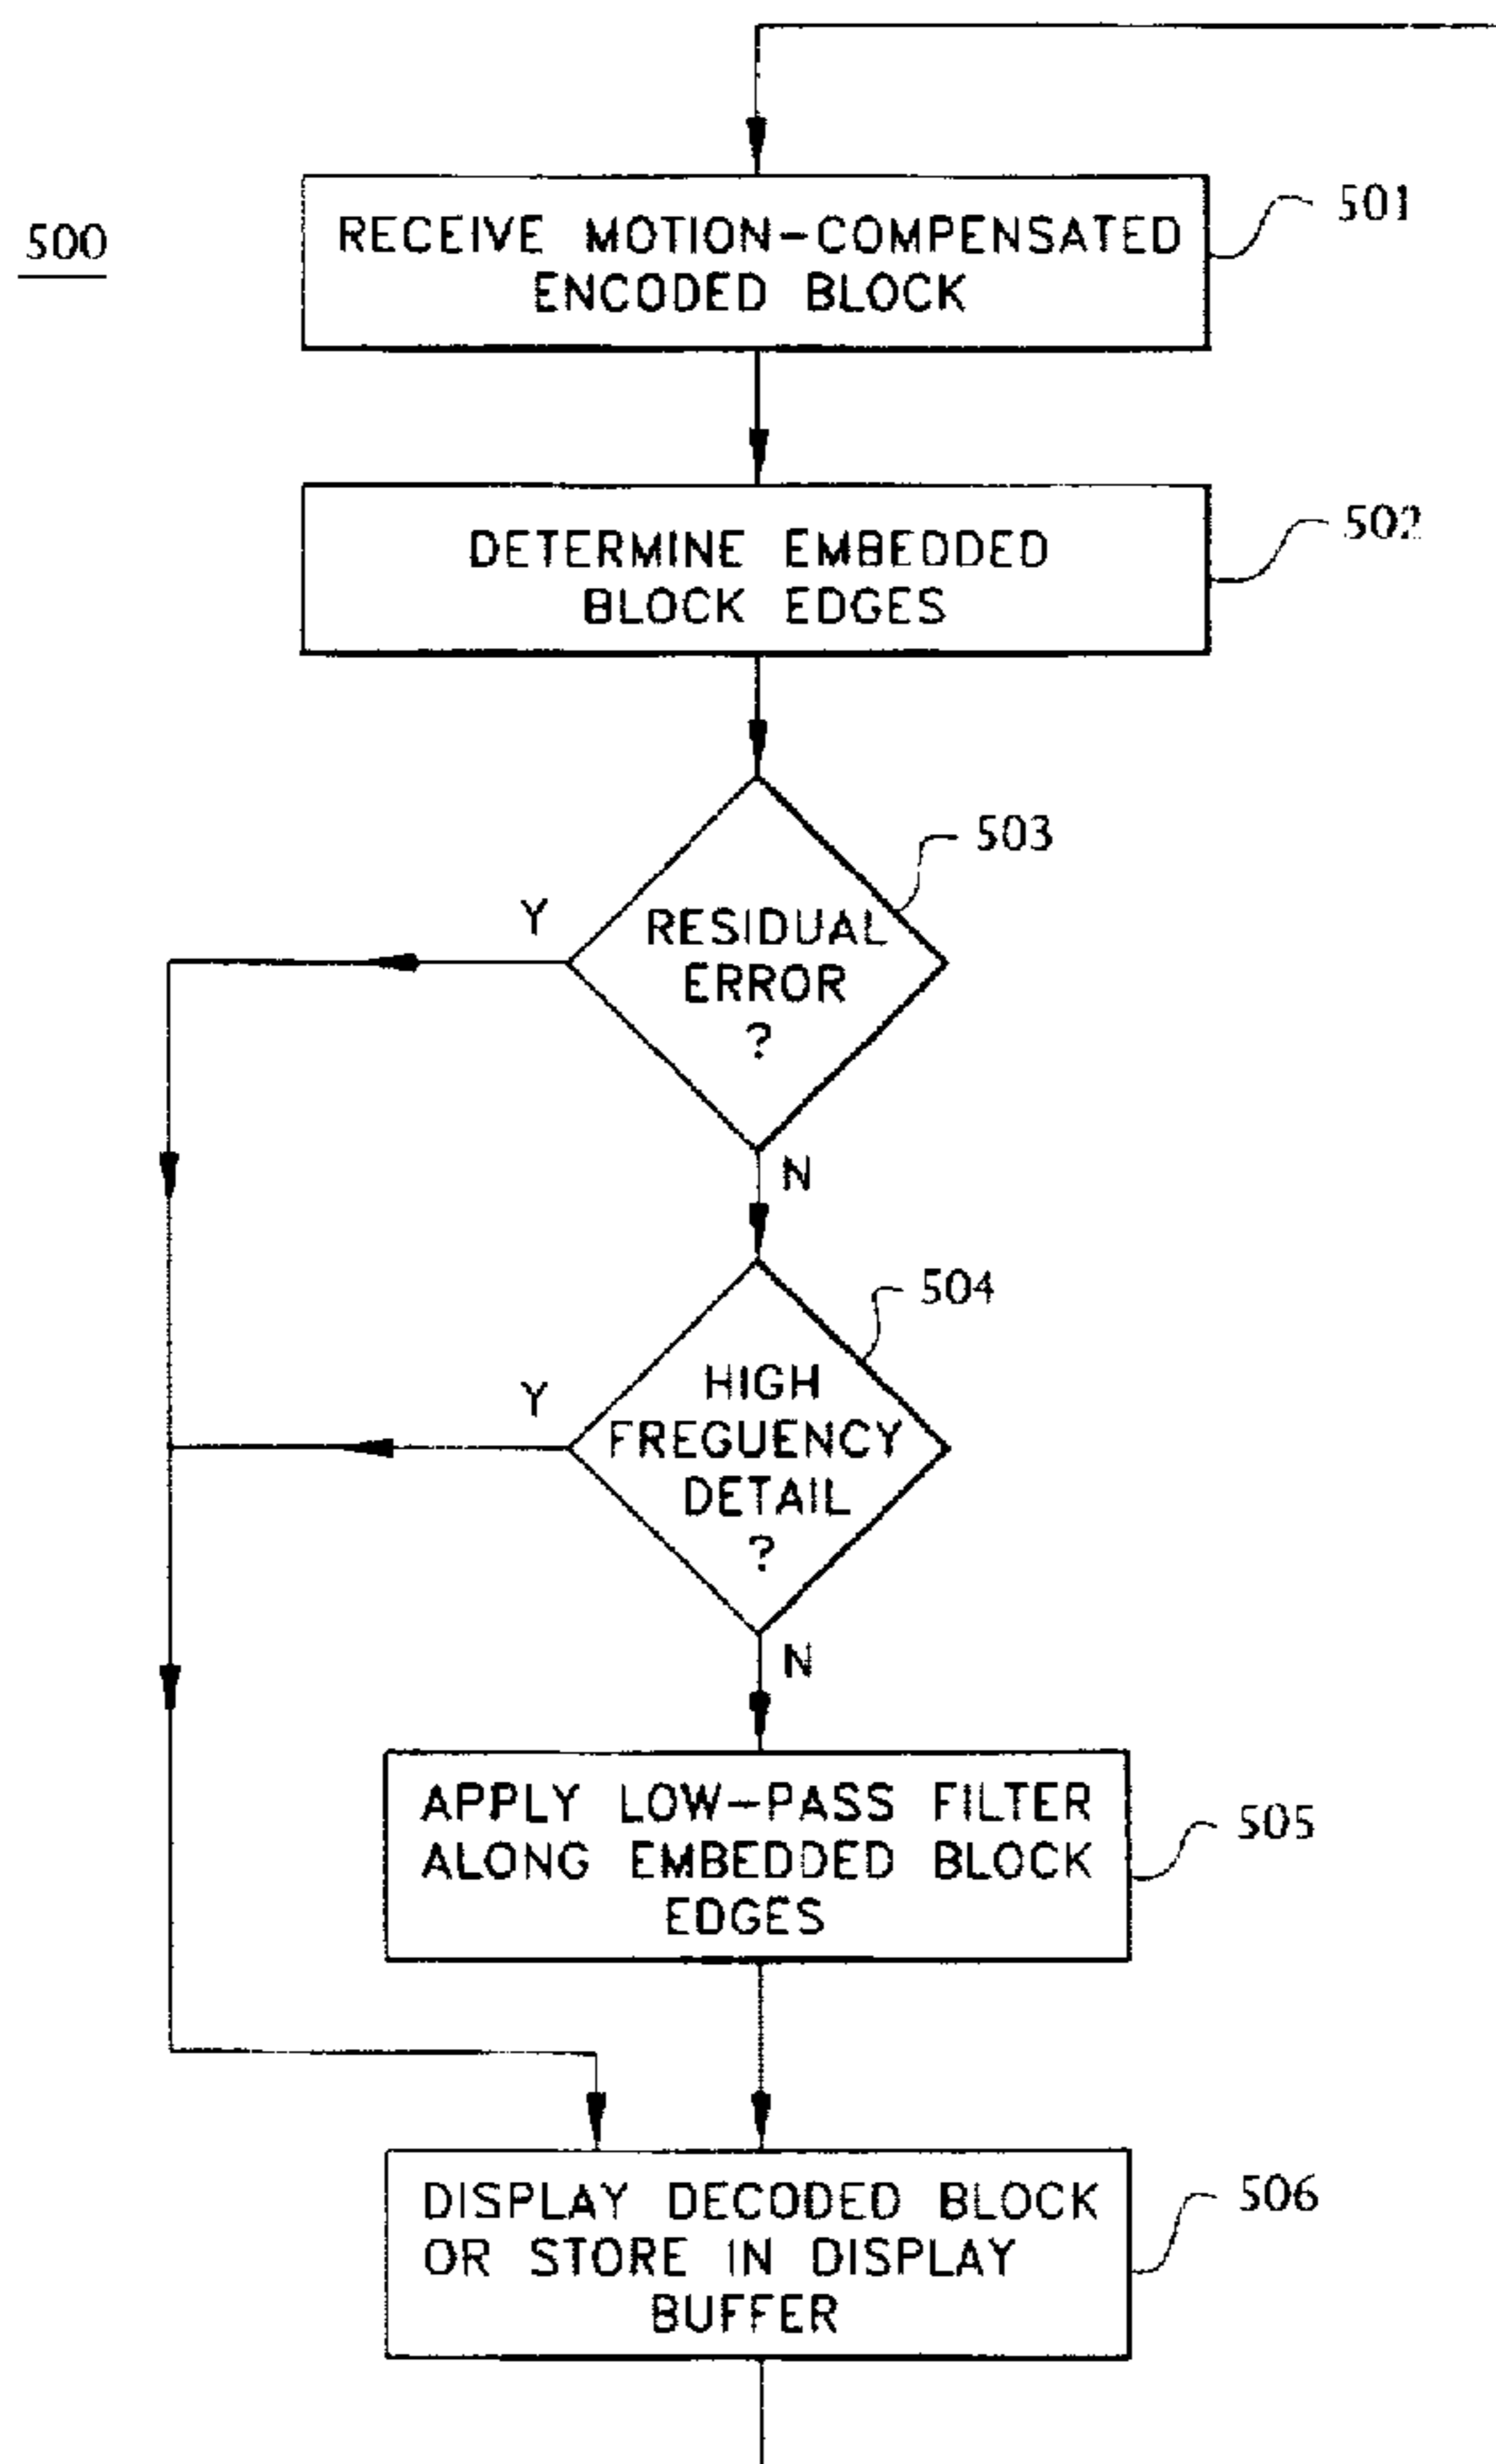 500
RECEIVE MOTION-COMPENSATED
ENCODED BLOCK
501
DETERMINE EMBEDDED
BLOCK EDGES
502
503
Y
RESIDUAL
ERROR
?
N
504
Y
HIGH
FREGUENCY
DETAIL
?
N
APPLY LOW-PASS FILTER
ALONG EMBEDDED BLOCK
EDGES
505
DISPLAY DECODED BLOCK
OR STORE IN DISPLAY
BUFFER
506